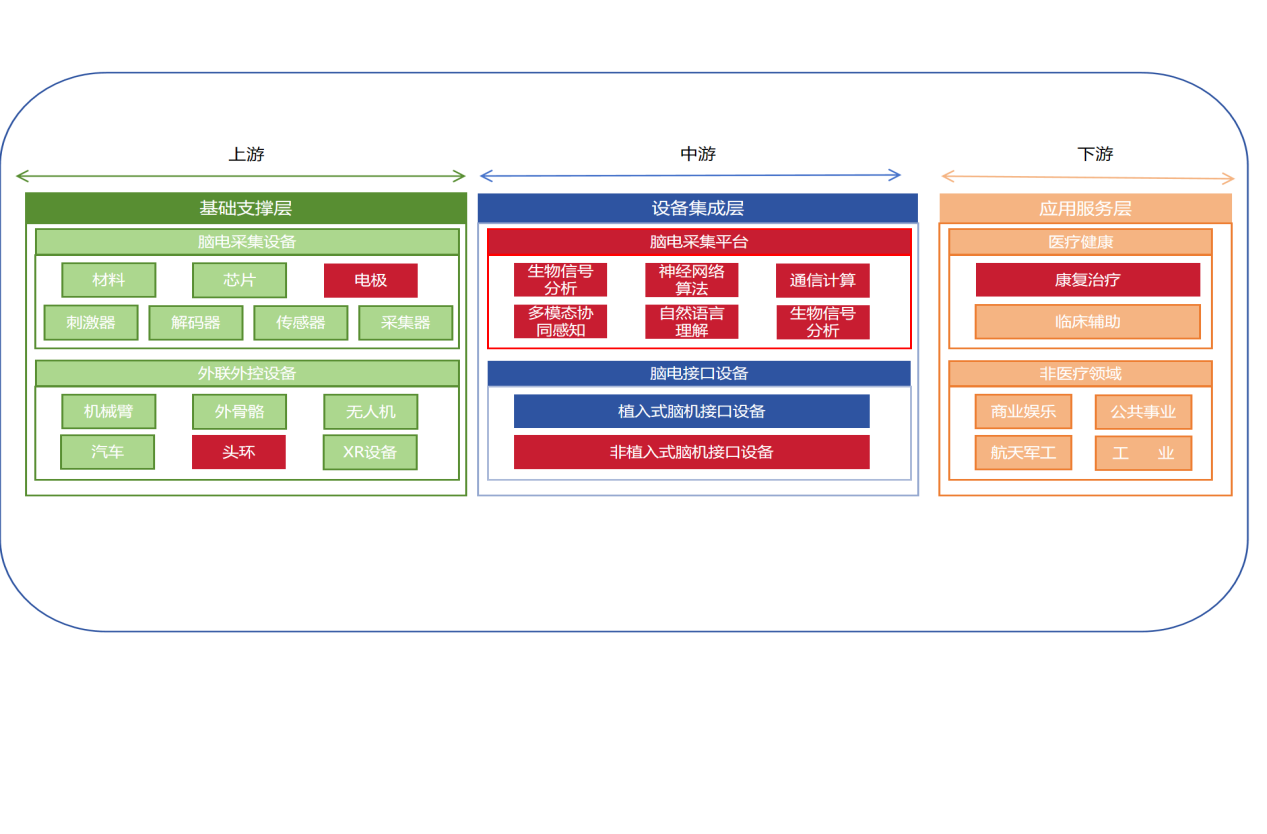 上游
中游
下游
基础支撑层
脑电采集设备
材料
芯片
电极
刺激器
解码器
传感器
采集器
外联外控设备
机械臂
外骨骼
无人机
汽车
头环
XR设备
设备集成层
脑电采集平台
生物信号
分析
神经网络
算法
通信计算
多模态协
同感知
自然语言
理解
生物信号
分析
脑电接口设备
植入式脑机接口设备
非植入式脑机接口设备
应用服务层
医疗健康
康复治疗
临床辅助
非医疗领域
商业娱乐
公共事业
航天军工
工 业